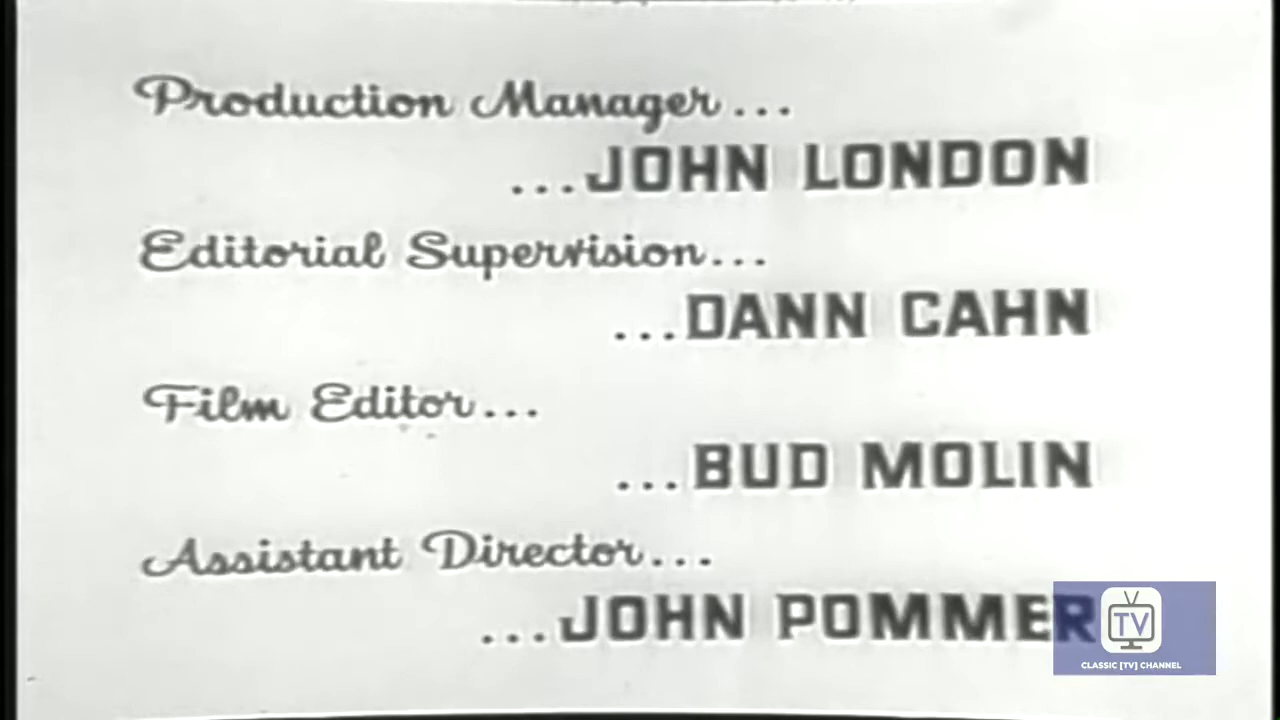 Production Manager...
...JOHN LONDON
Editorial Supervision...
...DANN CAHN
Film Editor...
...BUD MOLIN
Assistant Director...
...JOHN POMMER
TV
CLASSIC [TV] CHANNEL